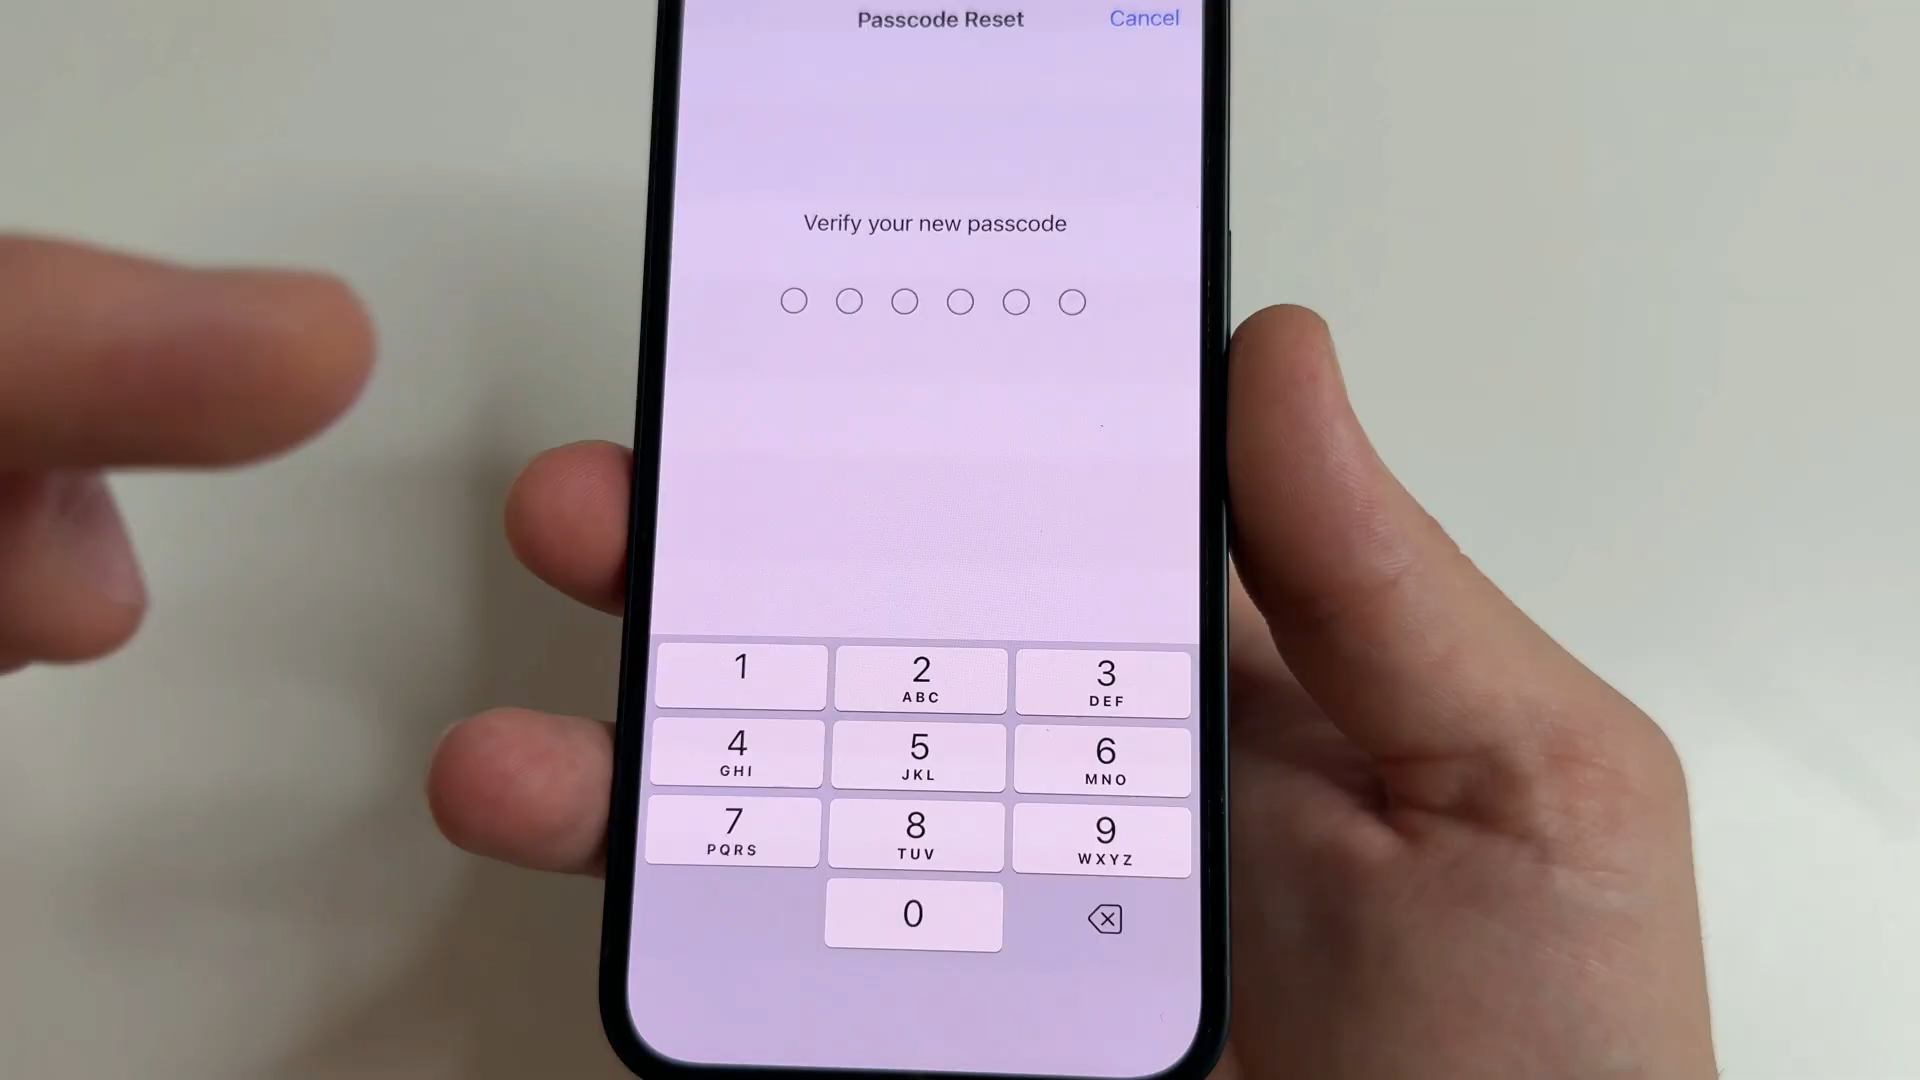 Passcode Reset Cancel
Verify your new passcode
1 2 3
ABC DEF
4 5 6
GHI JKL MNO
7 8 9
PQRS TUV WXYZ
0